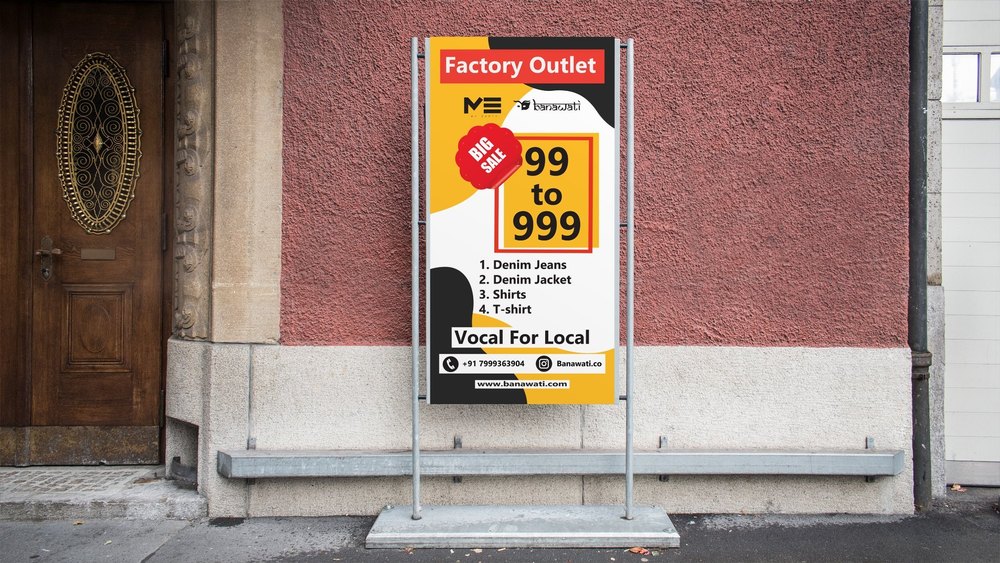 Factory Outlet
ME
banawati
BIG
SALE
99
to
999
1. Denim Jeans
2. Denim Jacket
3. Shirts
4. T-shirt
Vocal For Local
+91 7999363904
Banawati.co
www.banawati.com